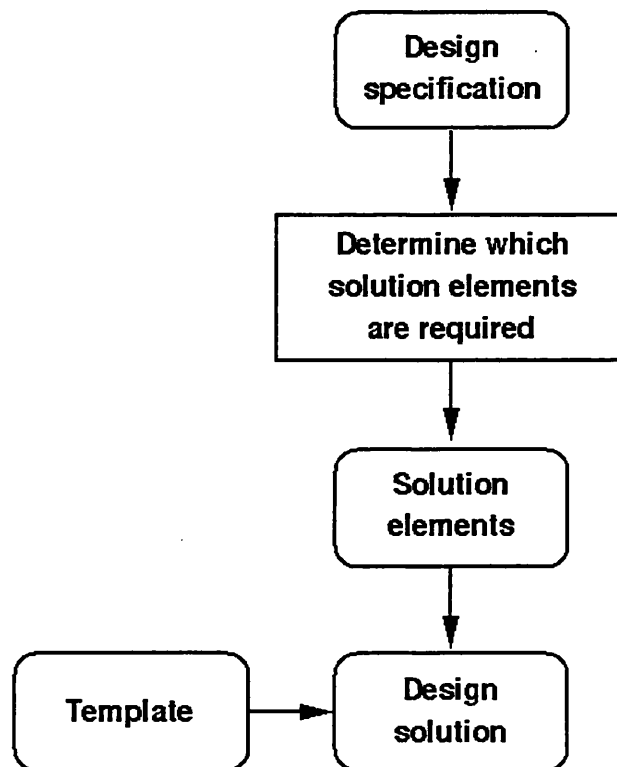 Design
specification
Determine which
solution elements
are required
Solution
elements
Template
Design
solution